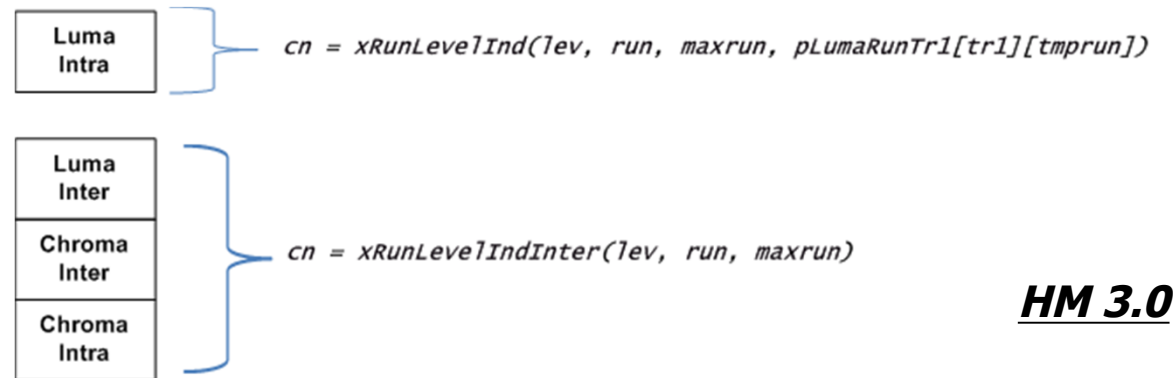 Luma
Intra
cn = xRunLevelInd(lev, run, maxrun, pLumaRunTr1[tr1][tmprun])
Luma
Inter
Chroma
Inter
cn = xRunLevelIndInter(lev, run, maxrun)
Chroma
Intra
HM 3.0